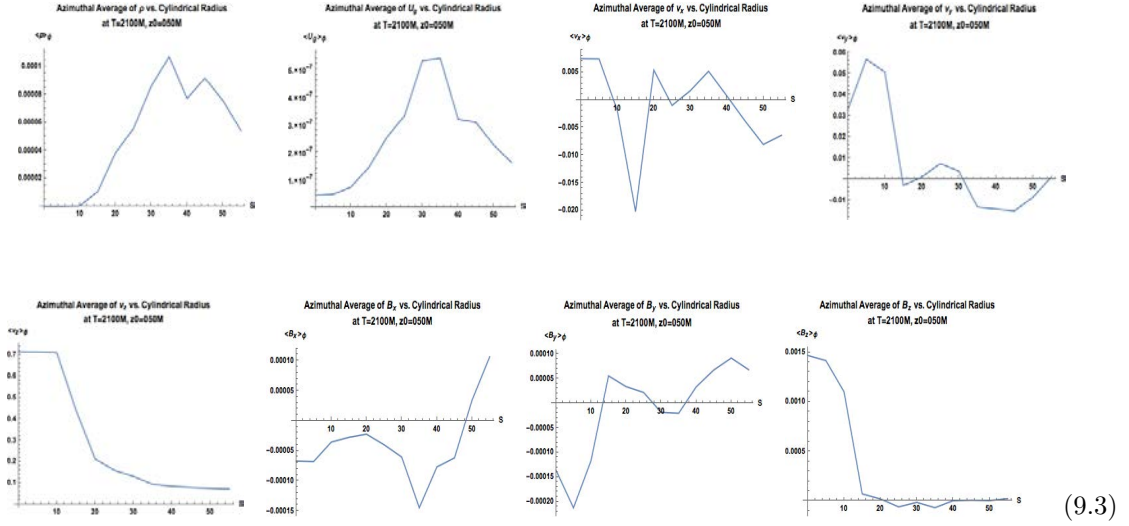 Azimuthal Average of ρ vs. Cylindrical Radius
at T=2100M, z0=050M
<ρ>ϕ
0.0001
0.00008
0.00006
0.00004
0.00002
10 20 30 40 50
S
Azimuthal Average of Ug vs. Cylindrical Radius
at T=2100M, z0=050M
<Ug>ϕ
6.×10⁻⁷
5.×10⁻⁷
4.×10⁻⁷
3.×10⁻⁷
2.×10⁻⁷
1.×10⁻⁷
10 20 30 40 50
S
Azimuthal Average of vx vs. Cylindrical Radius
at T=2100M, z0=050M
<vx>ϕ
0.005
10 20 30 40 50
S
-0.005
-0.010
-0.015
-0.020
Azimuthal Average of vy vs. Cylindrical Radius
at T=2100M, z0=050M
<vy>ϕ
0.06
0.05
0.04
0.03
0.02
0.01
10 20 30 40 50
S
-0.01
Azimuthal Average of vz vs. Cylindrical Radius
at T=2100M, z0=050M
<vz>ϕ
0.7
0.6
0.5
0.4
0.3
0.2
0.1
10 20 30 40 50
S
Azimuthal Average of Bx vs. Cylindrical Radius
at T=2100M, z0=050M
<Bx>ϕ
0.00010
0.00005
10 20 30 40 50
S
-0.00005
-0.00010
-0.00015
Azimuthal Average of By vs. Cylindrical Radius
at T=2100M, z0=050M
<By>ϕ
0.00010
0.00005
10 20 30 40 50
S
-0.00005
-0.00010
-0.00015
-0.00020
Azimuthal Average of Bz vs. Cylindrical Radius
at T=2100M, z0=050M
<Bz>ϕ
0.0015
0.0010
0.0005
10 20 30 40 50
S
(9.3)